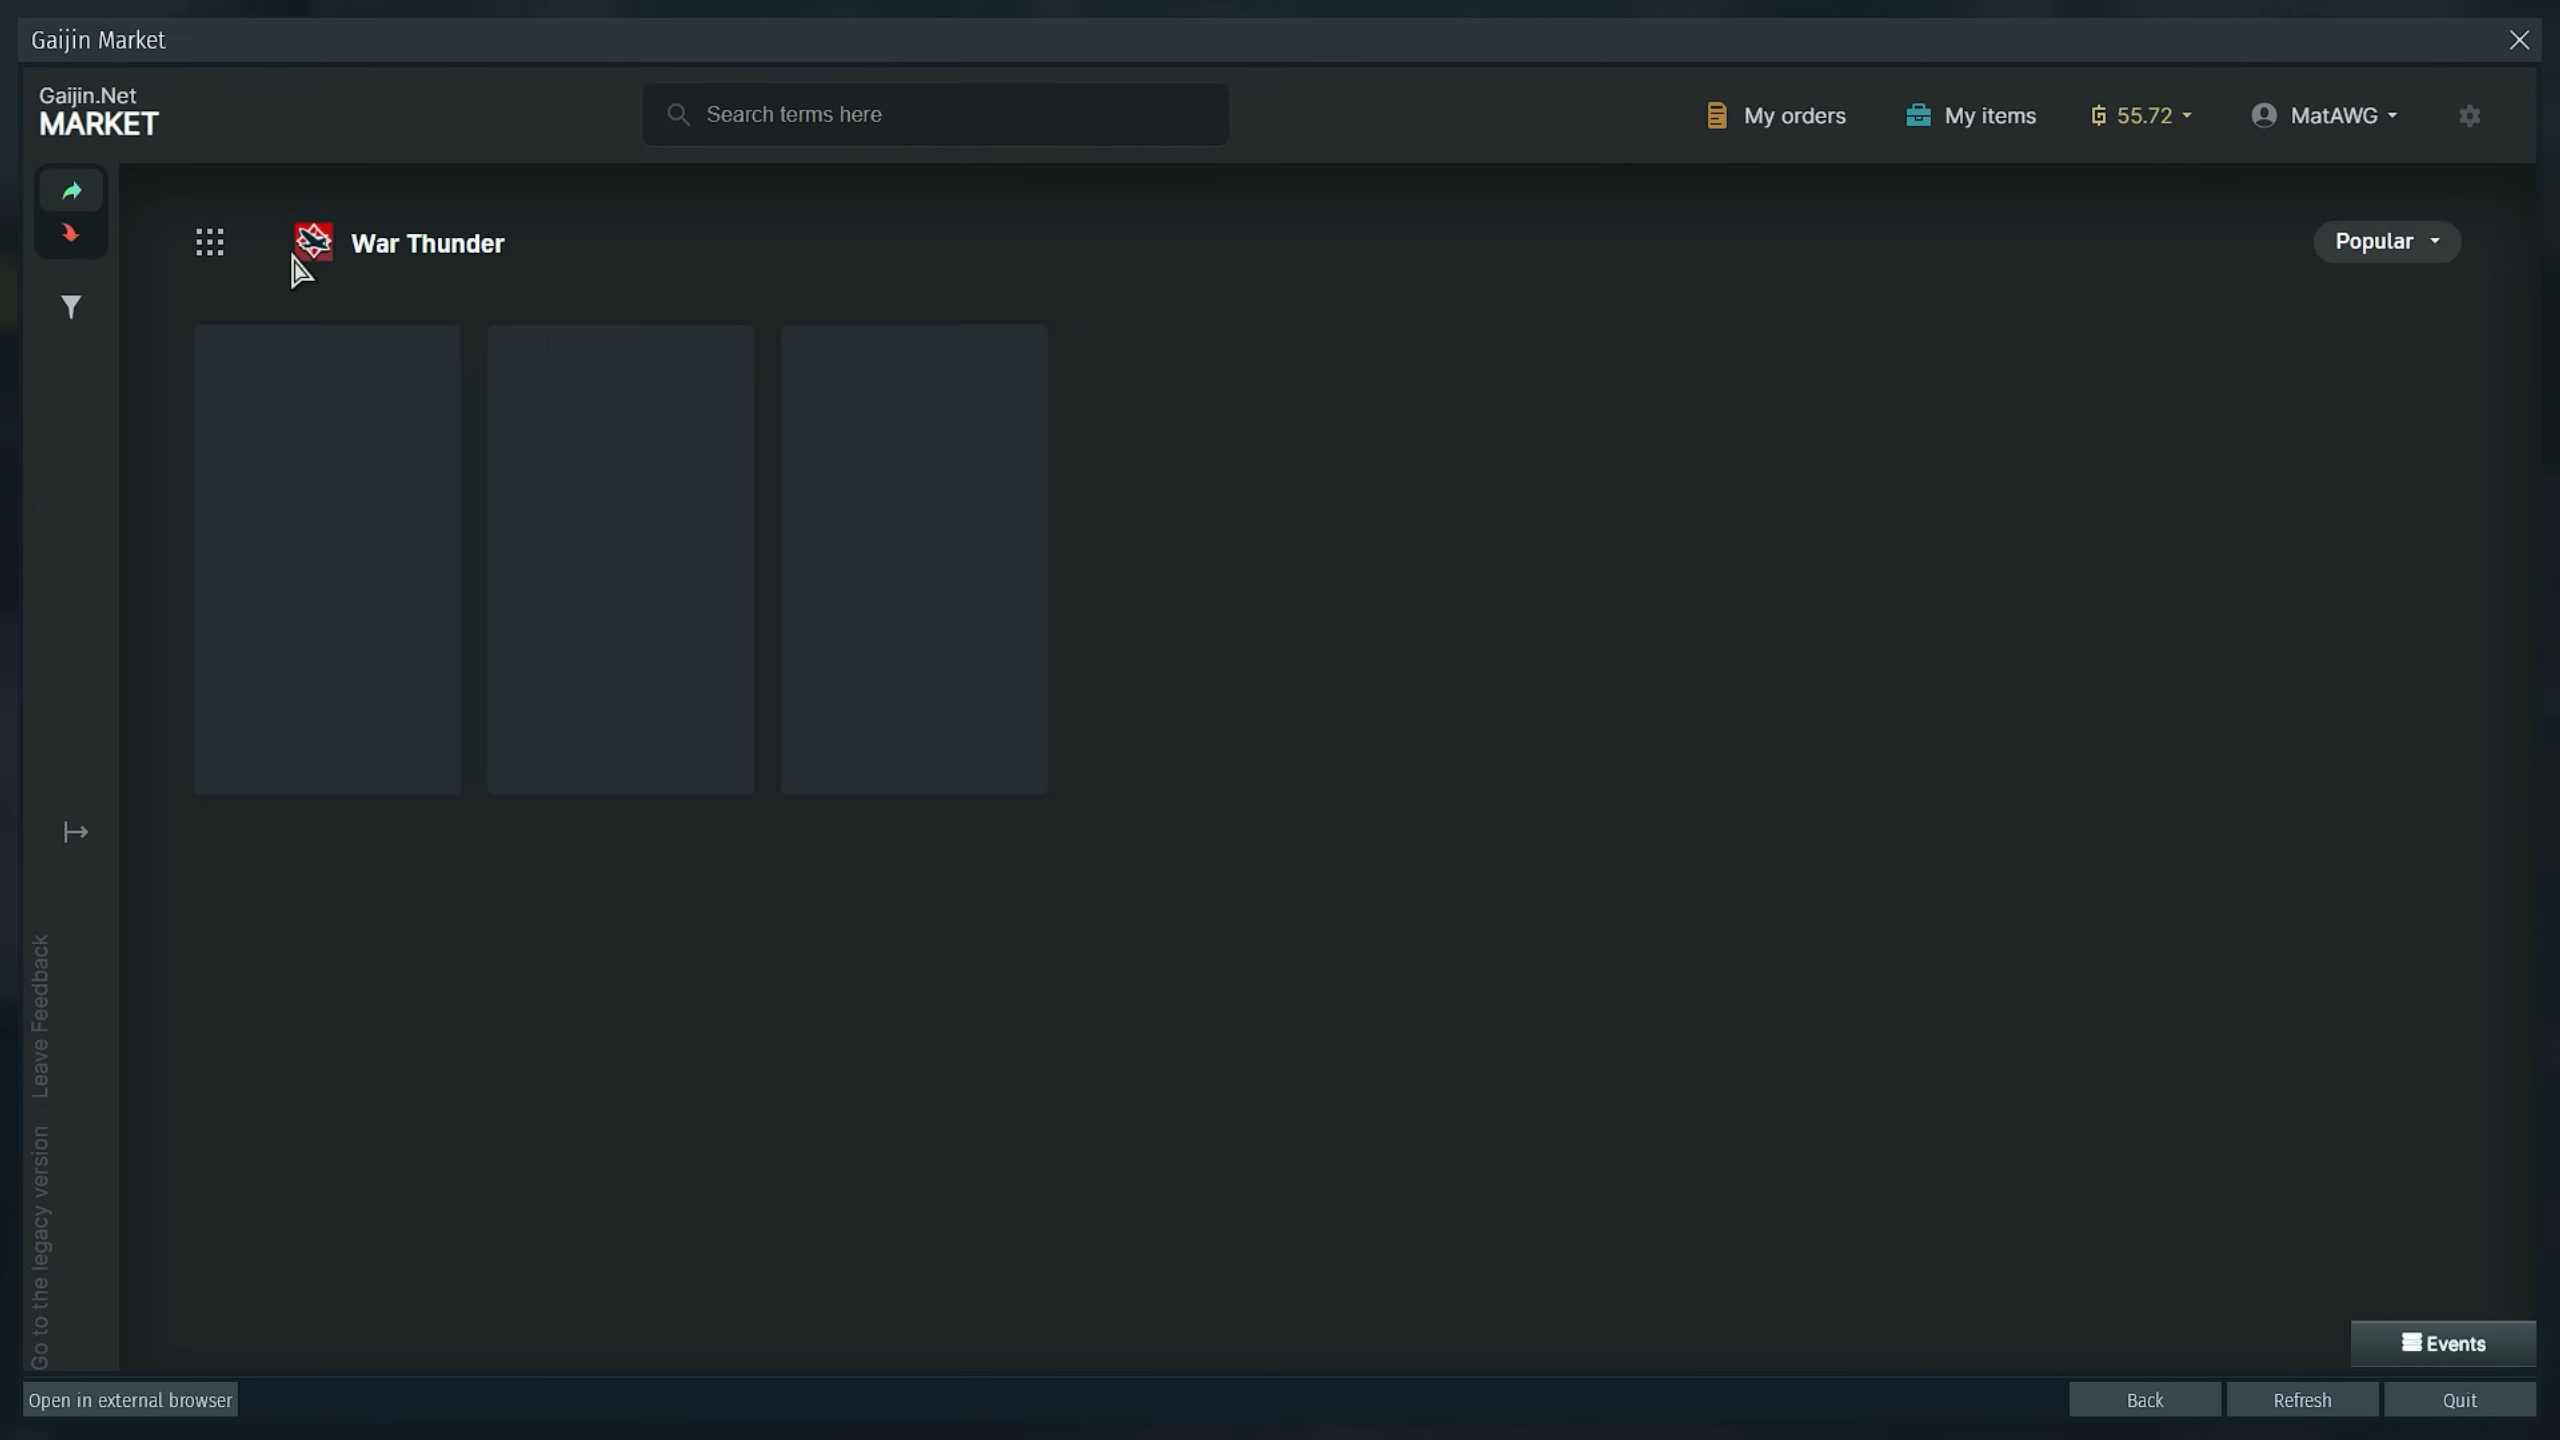 Gaijin Market
Gaijin.Net
MARKET
Search terms here
My orders
My items
55.72
MatAWG
War Thunder
Popular
Leave Feedback
Go to the legacy version
Events
Open in external browser
Back
Refresh
Quit